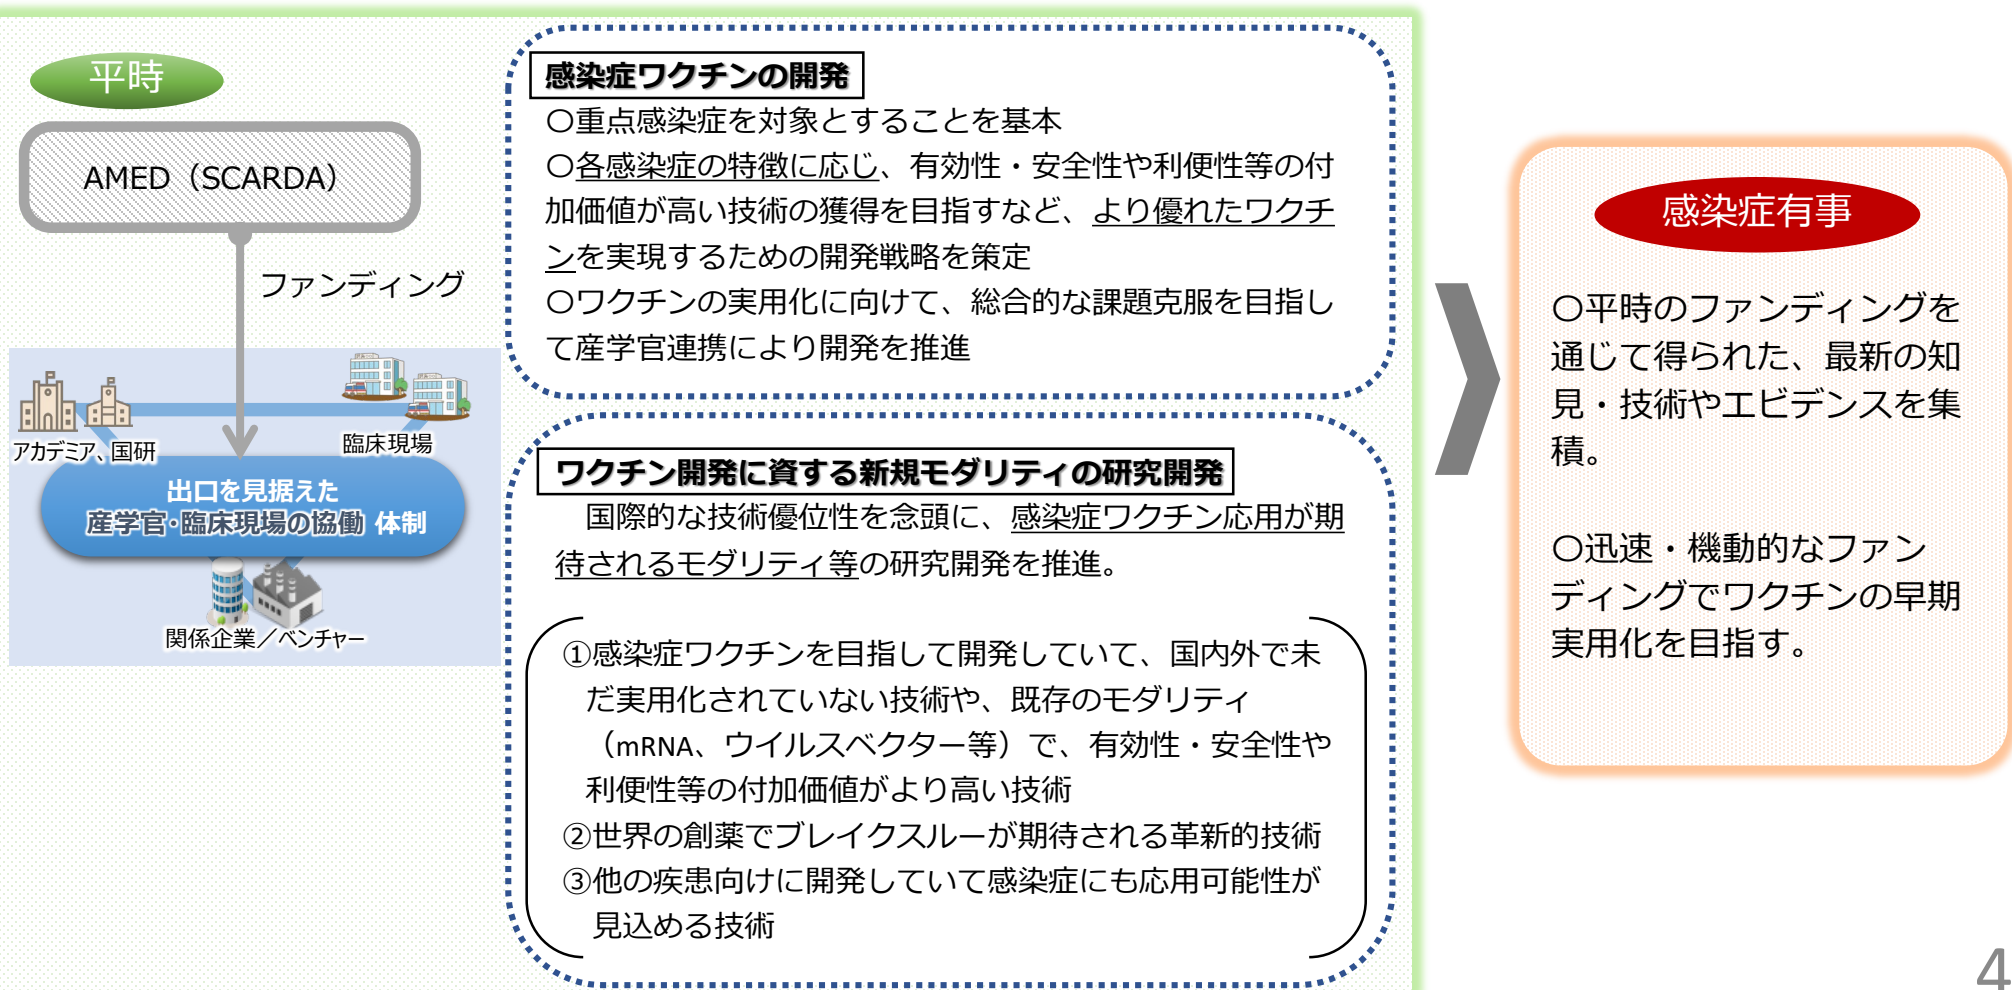 平時
AMED（SCARDA）
ファンディング
アカデミア、国研
臨床現場
出口を見据えた
産学官・臨床現場の協働 体制
関係企業／ベンチャー
感染症ワクチンの開発
〇重点感染症を対象とすることを基本
〇各感染症の特徴に応じ、有効性・安全性や利便性等の付
加価値が高い技術の獲得を目指すなど、より優れたワクチ
ンを実現するための開発戦略を策定
〇ワクチンの実用化に向けて、総合的な課題克服を目指し
て産学官連携により開発を推進
ワクチン開発に資する新規モダリティの研究開発
国際的な技術優位性を念頭に、感染症ワクチン応用が期
待されるモダリティ等の研究開発を推進。
①感染症ワクチンを目指して開発していて、国内外で未
だ実用化されていない技術や、既存のモダリティ
（mRNA、ウイルスベクター等）で、有効性・安全性や
利便性等の付加価値がより高い技術
②世界の創薬でブレイクスルーが期待される革新的技術
③他の疾患向けに開発していて感染症にも応用可能性が
見込める技術
感染症有事
〇平時のファンディングを
通じて得られた、最新の知
見・技術やエビデンスを集
積。
〇迅速・機動的なファン
ディングでワクチンの早期
実用化を目指す。
4